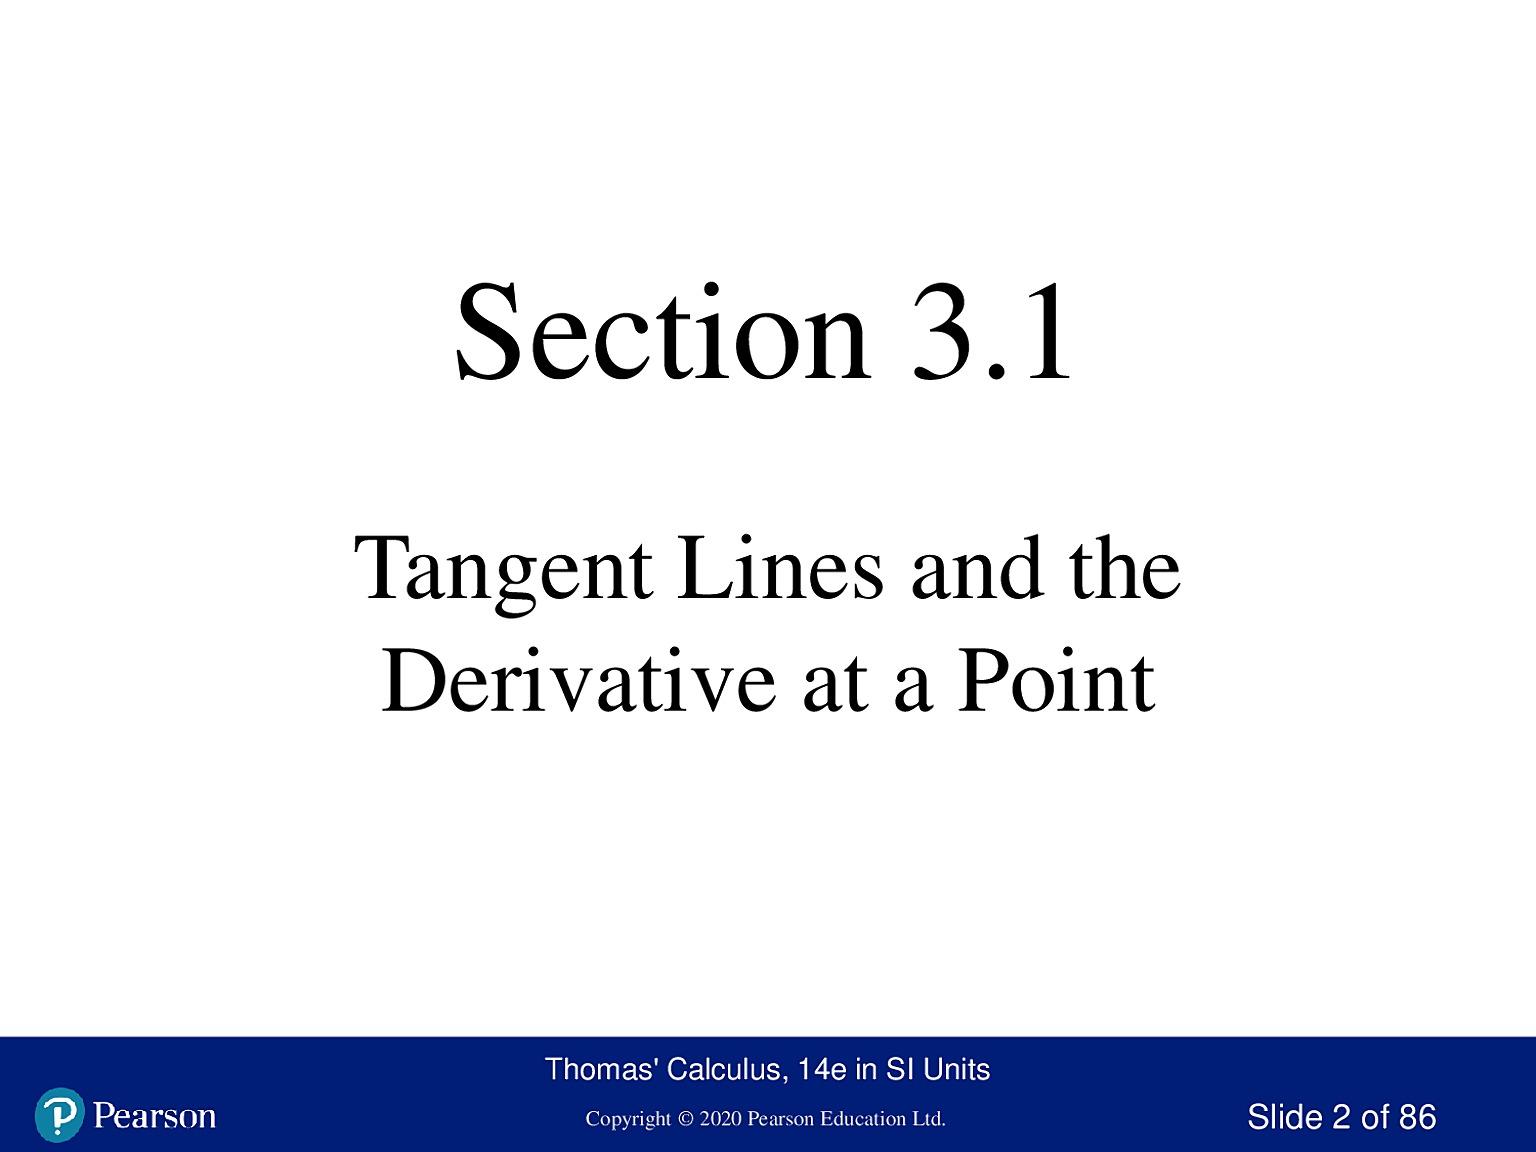 Section 3.1
Tangent Lines and the
Derivative at a Point
Thomas' Calculus, 14e in SI Units
Pearson
Copyright © 2020 Pearson Education Ltd.
Slide 2 of 86